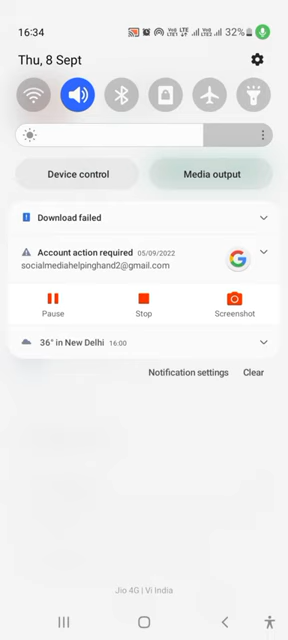 16:34
32%
Thu, 8 Sept
Device control
Media output
Download failed
Account action required 05/09/2022
socialmediahelpinghand2@gmail.com
Pause
Stop
Screenshot
36° in New Delhi 16:00
Notification settings
Clear
Jio 4G | Vi India